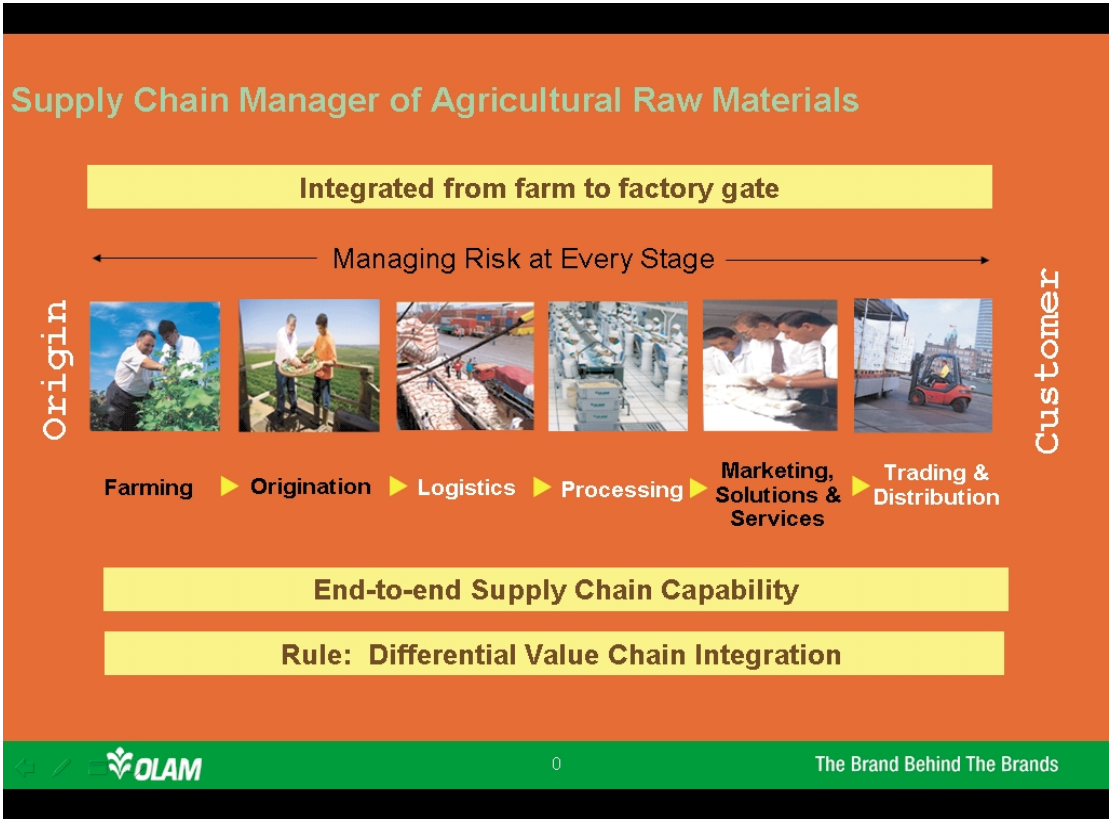 Supply Chain Manager of Agricultural Raw Materials
Integrated from farm to factory gate
Managing Risk at Every Stage
Origin
Customer
Farming
Origination
Logistics
Processing
Marketing,
Solutions &
Services
Trading &
Distribution
End-to-end Supply Chain Capability
Rule: Differential Value Chain Integration
OLAM
0
The Brand Behind The Brands